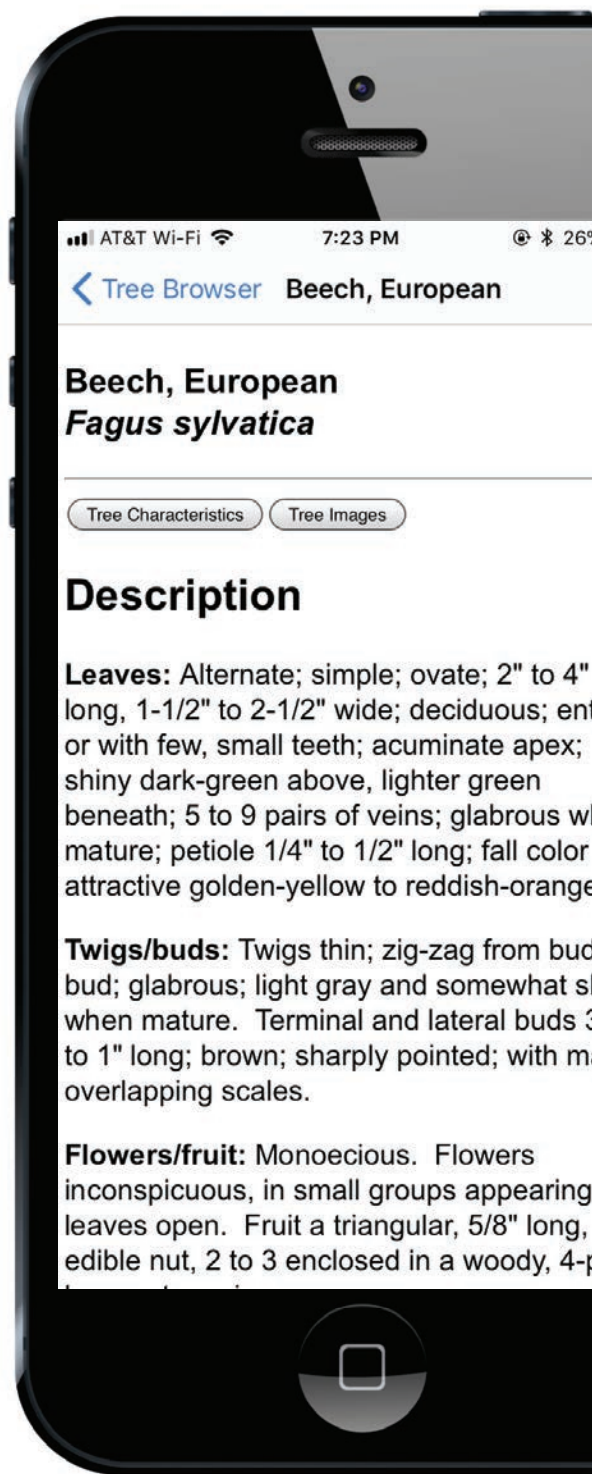 AT&T Wi-Fi 7:23 PM 26%
Tree Browser Beech, European
Beech, European
Fagus sylvatica
Tree Characteristics Tree Images
Description
Leaves: Alternate; simple; ovate; 2" to 4"
long, 1-1/2" to 2-1/2" wide; deciduous;
or with few, small teeth; acuminate apex;
shiny dark-green above, lighter green
beneath; 5 to 9 pairs of veins; glabrous
mature; petiole 1/4" to 1/2" long; fall color
attractive golden-yellow to reddish-orange
Twigs/buds: Twigs thin; zig-zag from bud
bud; glabrous; light gray and somewhat
when mature. Terminal and lateral buds
to 1" long; brown; sharply pointed; with
overlapping scales.
Flowers/fruit: Monoecious. Flowers
inconspicuous, in small groups appearing
leaves open. Fruit a triangular, 5/8" long,
edible nut, 2 to 3 enclosed in a woody,